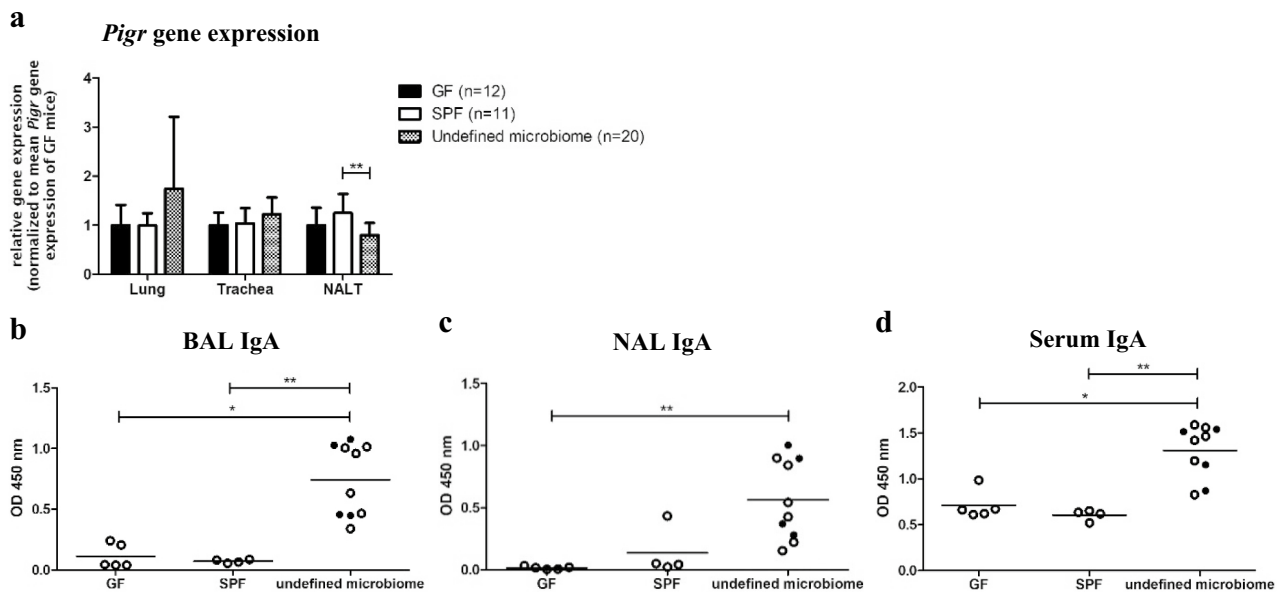 a
Pigr gene expression
relative gene expression
(normalized to mean Pigr gene
expression of GF mice)
4
3
2
1
0
**
Lung Trachea NALT
GF (n=12)
SPF (n=11)
Undefined microbiome (n=20)
b
BAL IgA
OD 450 nm
1.5
1.0
0.5
0.0
**
*
GF SPF undefined microbiome
c
NAL IgA
OD 450 nm
1.5
1.0
0.5
0.0
**
GF SPF undefined microbiome
d
Serum IgA
OD 450 nm
2.0
1.5
1.0
0.5
0.0
**
*
GF SPF undefined microbiome